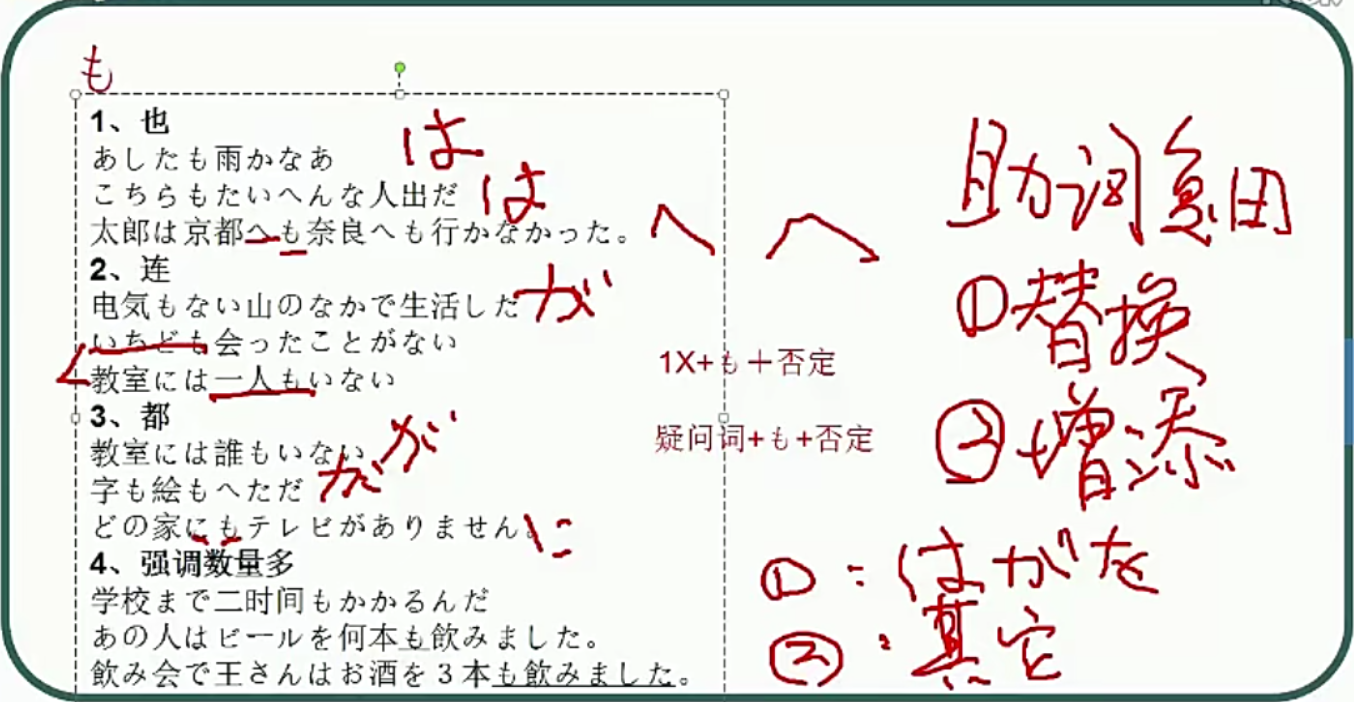 も
1、也
あしたも雨かなあ
は
こちらもたいへんな人出だ
は
太郎は京都へも奈良へも行かなかった。
へ へ
2、连
电気もない山のなかで生活した
が
いちども会ったことがない
教室には一人もいない
1X+も＋否定
3、都
教室には誰もいない
が
疑问词+も+否定
字も絵もへただ
が
どの家にもテレビがありません。
に
4、强调数量多
学校まで二时间もかかるんだ
あの人はビールを何本も飲みました。
飲み会で王さんはお酒を３本も飲みました。
助词
①替换
②增添
①：はがを
②：其它